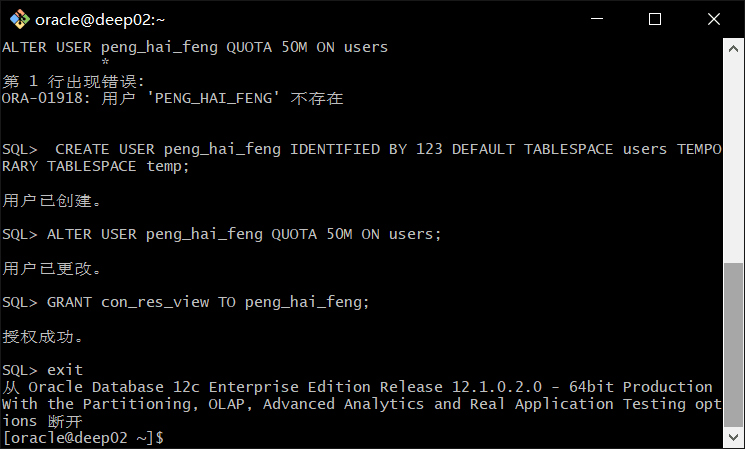 oracle@deep02:~
ALTER USER peng_hai_feng QUOTA 50M ON users
*
第 1 行出现错误:
ORA-01918: 用户 'PENG_HAI_FENG' 不存在
SQL>  CREATE USER peng_hai_feng IDENTIFIED BY 123 DEFAULT TABLESPACE users TEMPO
RARY TABLESPACE temp;
用户已创建。
SQL> ALTER USER peng_hai_feng QUOTA 50M ON users;
用户已更改。
SQL> GRANT con_res_view TO peng_hai_feng;
授权成功。
SQL> exit
从 Oracle Database 12c Enterprise Edition Release 12.1.0.2.0 - 64bit Production
With the Partitioning, OLAP, Advanced Analytics and Real Application Testing opt
ions 断开
[oracle@deep02 ~]$